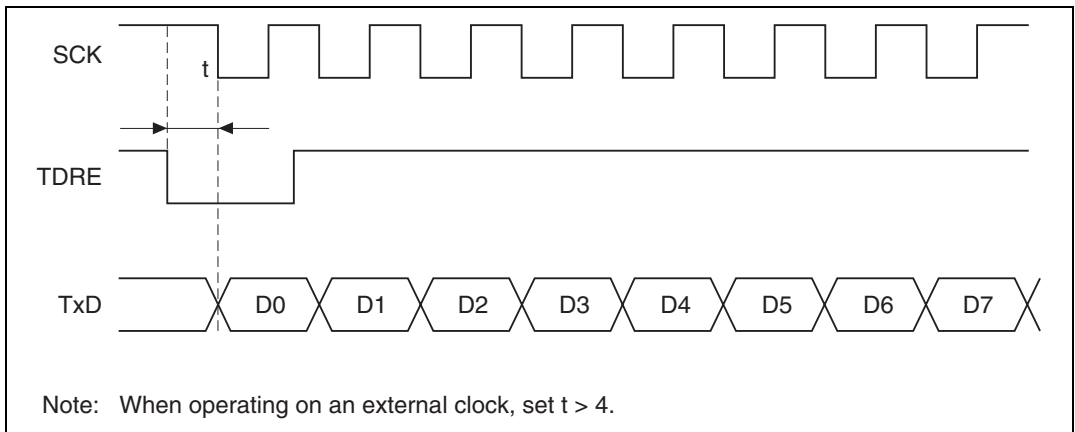 SCK
t
TDRE
TxD D0 D1 D2 D3 D4 D5 D6 D7
Note: When operating on an external clock, set t > 4.